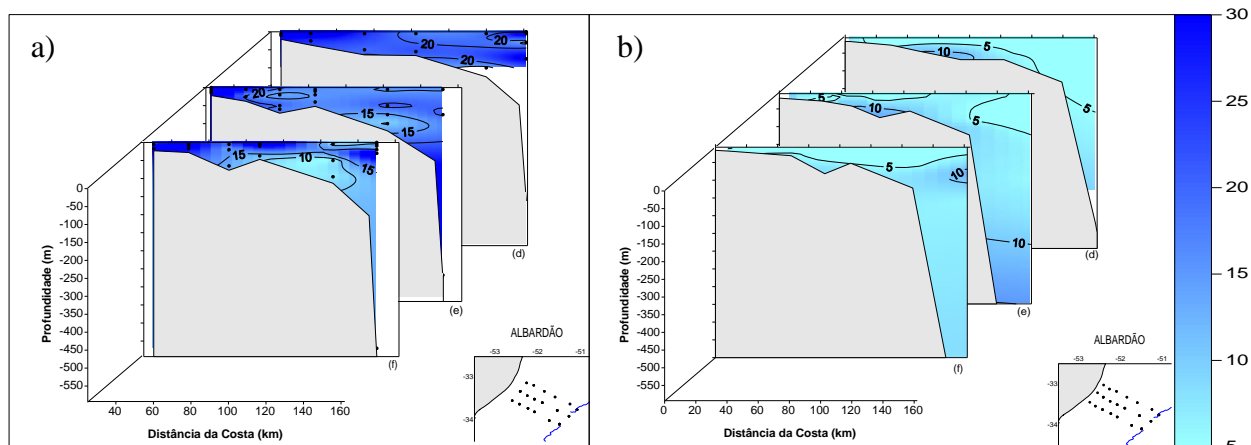 a)
20
20
20
(d)
20
15
15
(e)
15
10
15
(f)
0
-50
-100
-150
-200
-250
-300
-350
-400
-450
-500
-550
Profundidade (m)
40 60 80 100 120 140 160
Distância da Costa (km)
ALBARDÃO
-53 -52 -51
-33
-34
b)
5
10
5
(d)
5
10
5
10
(e)
5
10
(f)
0
-50
-100
-150
-200
-250
-300
-350
-400
-450
-500
-550
Profundidade (m)
0 20 40 60 80 100 120 140 160
Distância da Costa (km)
ALBARDÃO
-53 -52 -51
-33
-34
30
25
20
15
10
5